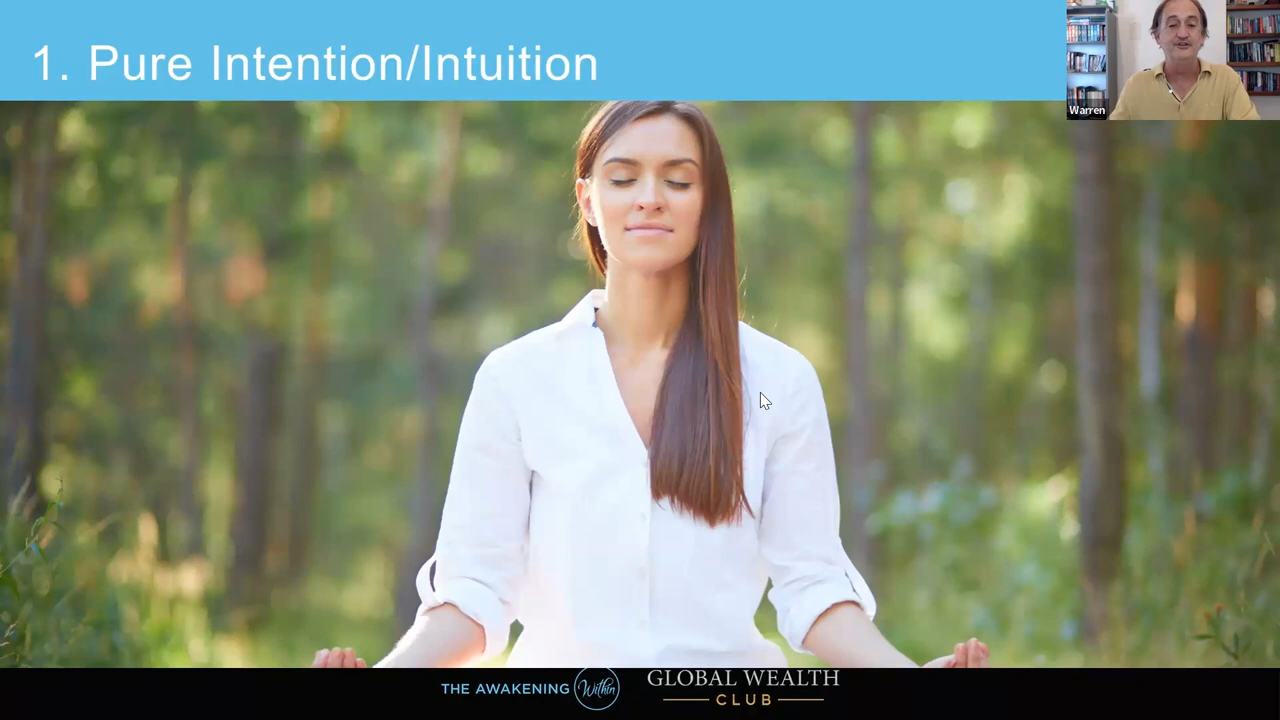 1. Pure Intention/Intuition
Warren
THE AWAKENING Within
GLOBAL WEALTH
CLUB